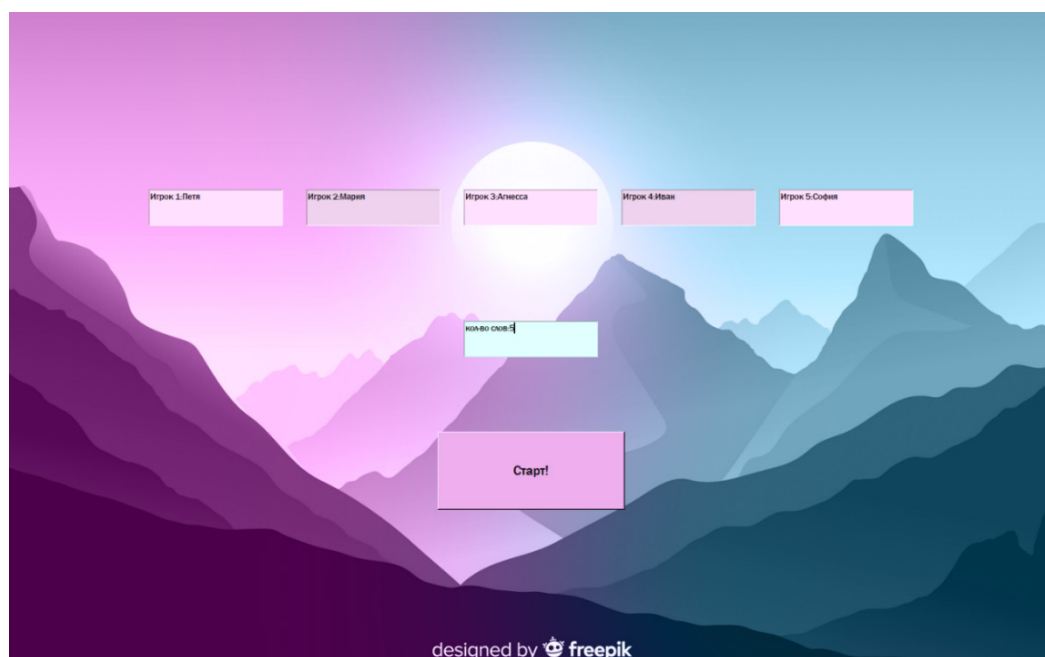 Игрок 1:Петя
Игрок 2:Мария
Игрок 3:Агнесса
Игрок 4:Иван
Игрок 5:София
кол-во слов:5
Старт!
designed by freepik